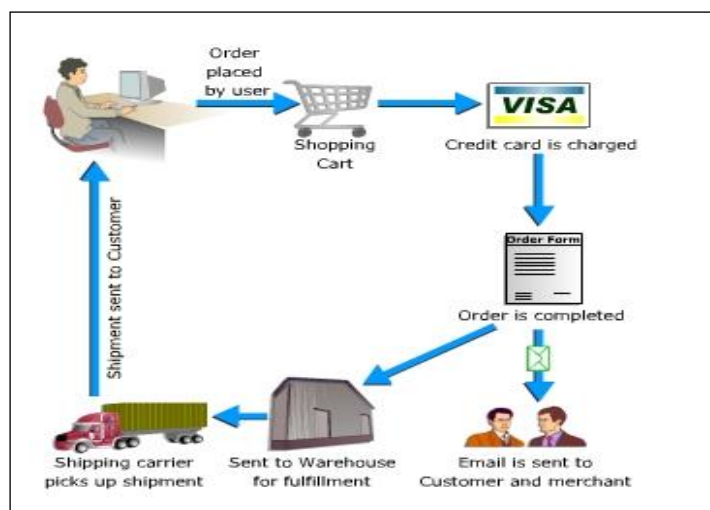 Order
placed
by user
Shopping
Cart
VISA
Credit card is charged
Order Form
Order is completed
Shipment sent to Customer
Shipping carrier
picks up shipment
Sent to Warehouse
for fulfillment
Email is sent to
Customer and merchant